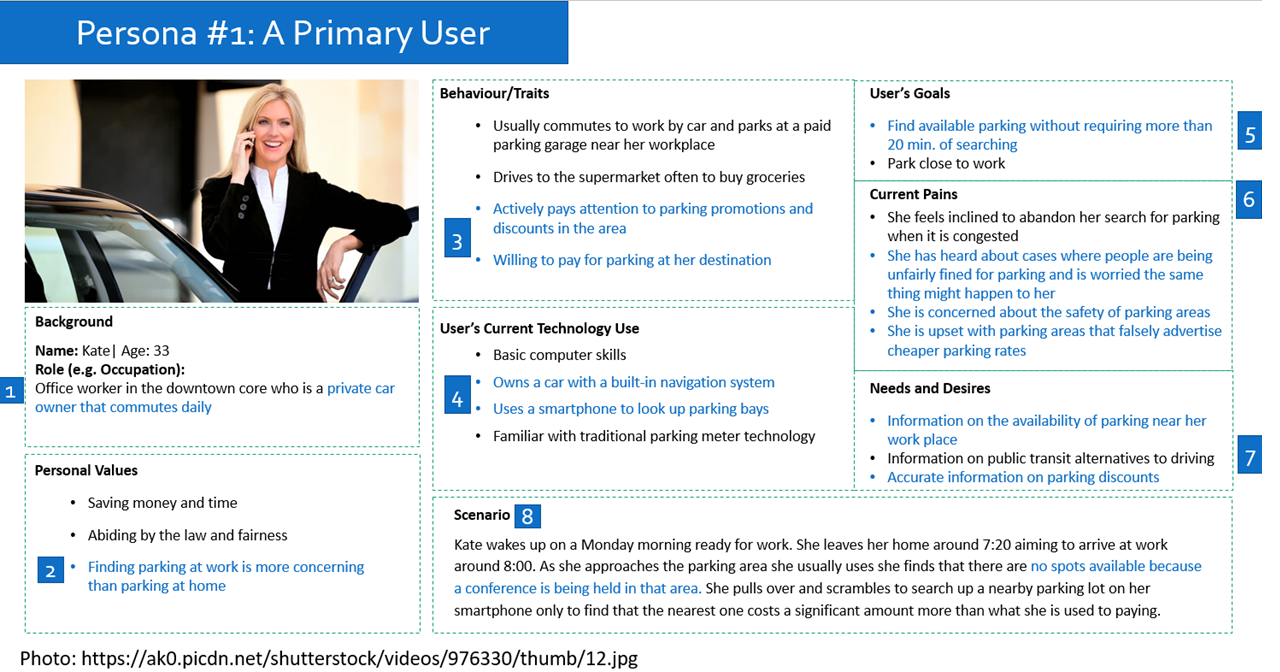 Persona #1: A Primary User
Background
Name: Kate| Age: 33
Role (e.g. Occupation):
1
Office worker in the downtown core who is a private car
owner that commutes daily
Personal Values
• Saving money and time
• Abiding by the law and fairness
2
• Finding parking at work is more concerning
than parking at home
Behaviour/Traits
• Usually commutes to work by car and parks at a paid
parking garage near her workplace
• Drives to the supermarket often to buy groceries
3
• Actively pays attention to parking promotions and
discounts in the area
• Willing to pay for parking at her destination
User's Current Technology Use
• Basic computer skills
4
• Owns a car with a built-in navigation system
• Uses a smartphone to look up parking bays
• Familiar with traditional parking meter technology
User's Goals
5
• Find available parking without requiring more than
20 min. of searching
• Park close to work
Current Pains
6
• She feels inclined to abandon her search for parking
when it is congested
• She has heard about cases where people are being
unfairly fined for parking and is worried the same
thing might happen to her
• She is concerned about the safety of parking areas
• She is upset with parking areas that falsely advertise
cheaper parking rates
Needs and Desires
• Information on the availability of parking near her
work place
7
• Information on public transit alternatives to driving
• Accurate information on parking discounts
Scenario 8
Kate wakes up on a Monday morning ready for work. She leaves her home around 7:20 aiming to arrive at work
around 8:00. As she approaches the parking area she usually uses she finds that there are no spots available because
a conference is being held in that area. She pulls over and scrambles to search up a nearby parking lot on her
smartphone only to find that the nearest one costs a significant amount more than what she is used to paying.
Photo: https://ak0.picdn.net/shutterstock/videos/976330/thumb/12.jpg